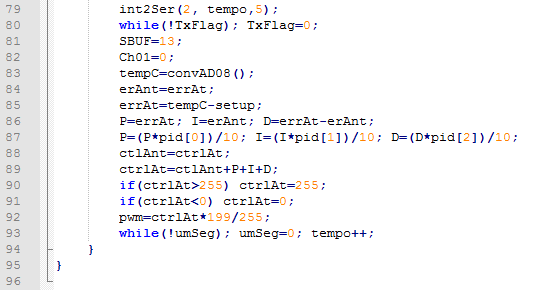 79 int2Ser(2, tempo,5);
80 while(!TxFlag); TxFlag=0;
81 SBUF=13;
82 Ch01=0;
83 tempC=convAD08();
84 erAnt=errAt;
85 errAt=tempC-setup;
86 P=errAt; I=erAnt; D=errAt-erAnt;
87 P=(P*pid[0])/10; I=(I*pid[1])/10; D=(D*pid[2])/10;
88 ctlAnt=ctrlAt;
89 ctrlAt=ctlAnt+P+I+D;
90 if(ctrlAt>255) ctrlAt=255;
91 if(ctrlAt<0) ctrlAt=0;
92 pwm=ctrlAt*199/255;
93 while(!umSeg); umSeg=0; tempo++;
94 }
95 }
96